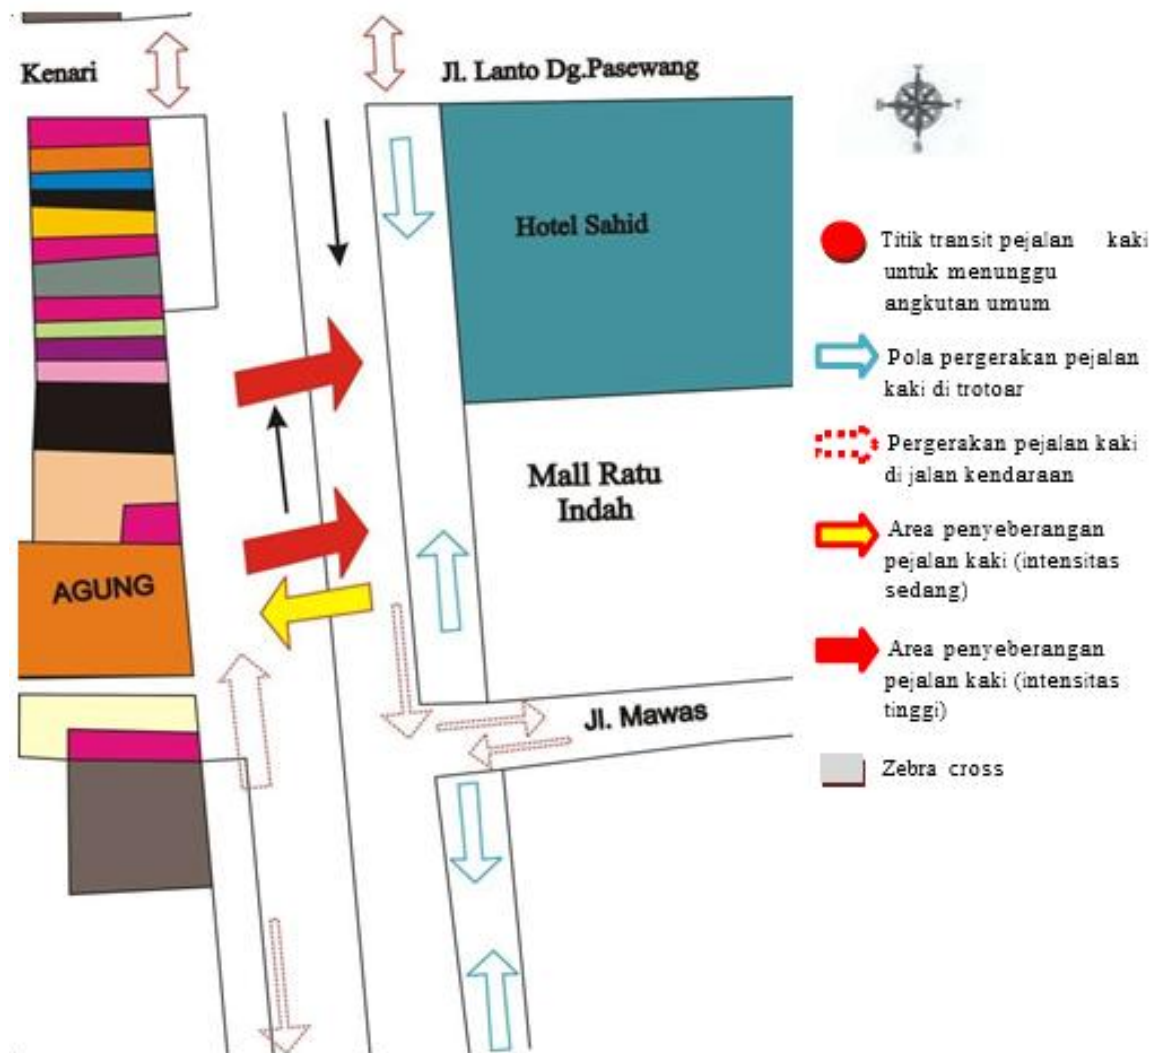 Kenari
Jl. Lanto Dg.Pasewang
Hotel Sahid
Mall Ratu
Indah
AGUNG
Jl. Mawas
U
B
T
S
Titik transit pejalan kaki
untuk menunggu
angkutan umum
Pola pergerakan pejalan
kaki di trotoar
Pergerakan pejalan kaki
di jalan kendaraan
Area penyeberangan
pejalan kaki (intensitas
sedang)
Area penyeberangan
pejalan kaki (intensitas
tinggi)
Zebra cross